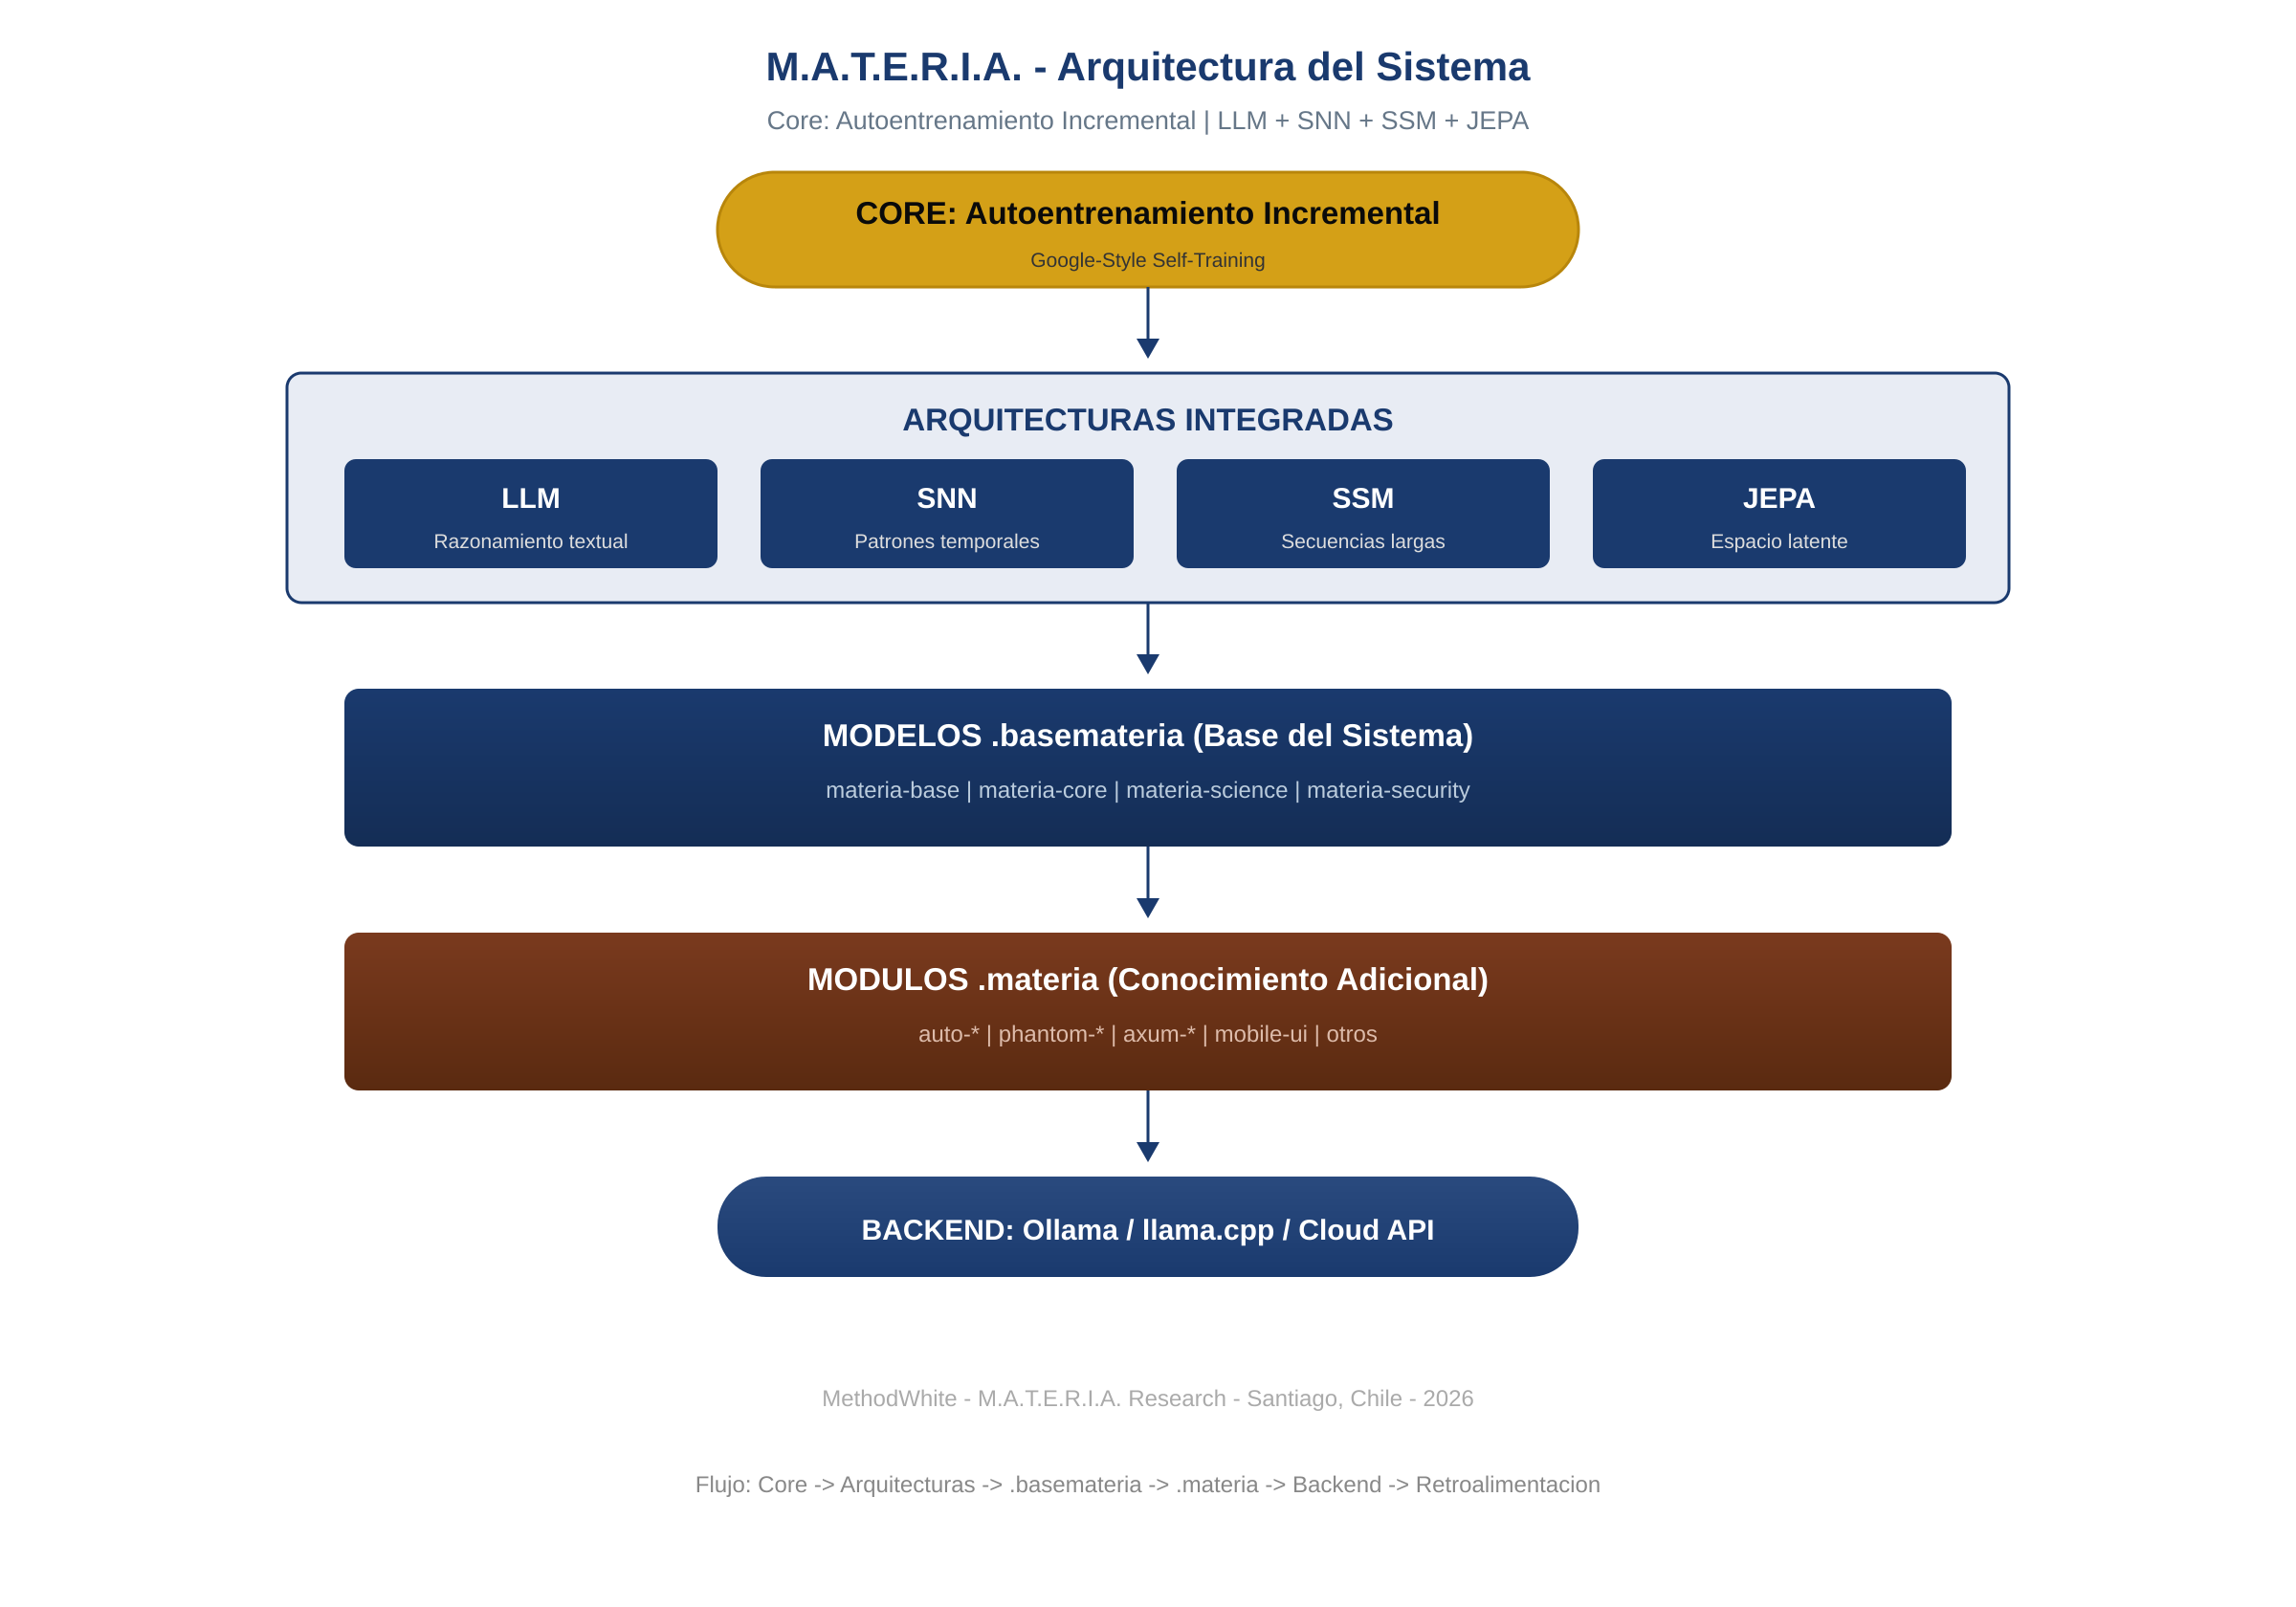 M.A.T.E.R.I.A. - Arquitectura del Sistema
Core: Autoentrenamiento Incremental | LLM + SNN + SSM + JEPA
CORE: Autoentrenamiento Incremental
Google-Style Self-Training
ARQUITECTURAS INTEGRADAS
LLM
Razonamiento textual
SNN
Patrones temporales
SSM
Secuencias largas
JEPA
Espacio latente
MODELOS .basemateria (Base del Sistema)
materia-base | materia-core | materia-science | materia-security
MODULOS .materia (Conocimiento Adicional)
auto-* | phantom-* | axum-* | mobile-ui | otros
BACKEND: Ollama / llama.cpp / Cloud API
MethodWhite - M.A.T.E.R.I.A. Research - Santiago, Chile - 2026
Flujo: Core -> Arquitecturas -> .basemateria -> .materia -> Backend -> Retroalimentacion